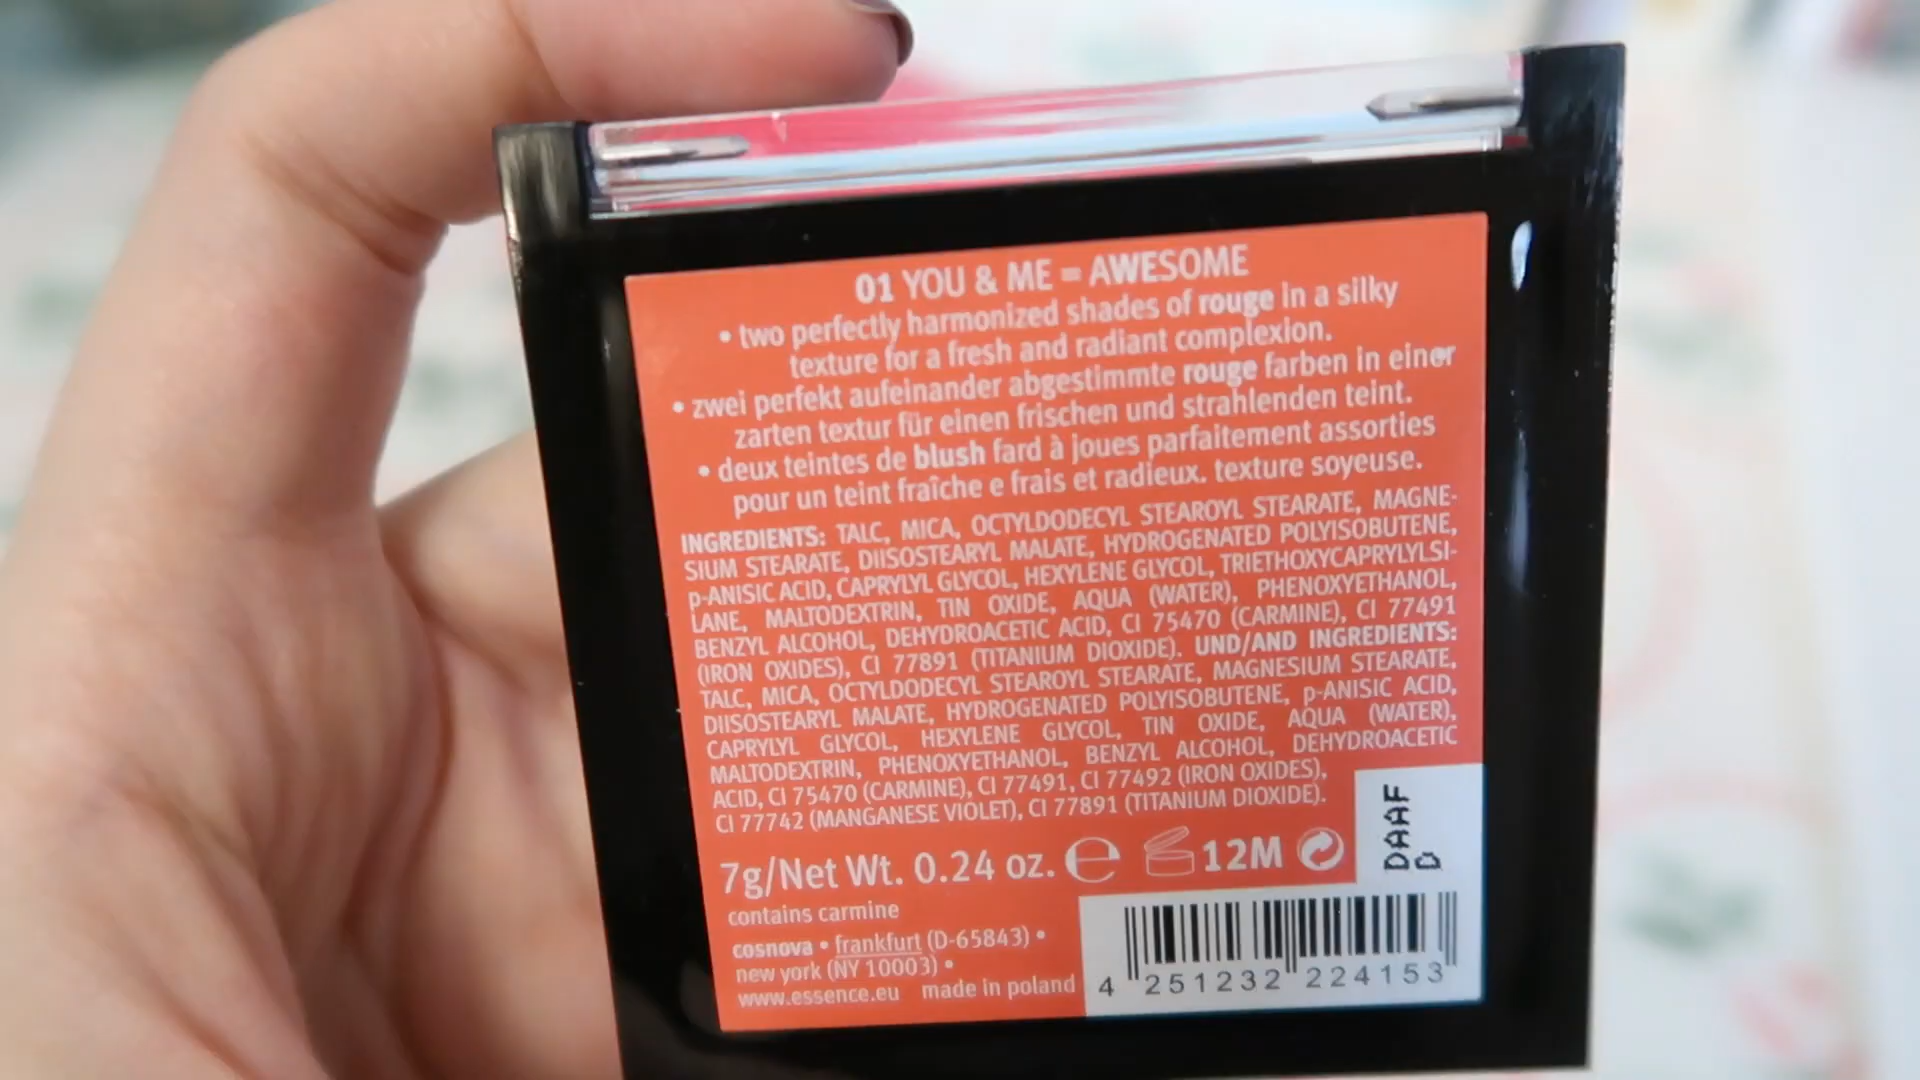 01 YOU & ME = AWESOME
• two perfectly harmonized shades of rouge in a silky
texture for a fresh and radiant complexion.
• zwei perfekt aufeinander abgestimmte rouge farben in einer
zarten textur für einen frischen und strahlenden teint.
• deux teintes de blush fard à joues parfaitement assorties
pour un teint fraîche e frais et radieux. texture soyeuse.
INGREDIENTS: TALC, MICA, OCTYLDODECYL STEAROYL STEARATE, MAGNE-
SIUM STEARATE, DIISOSTEARYL MALATE, HYDROGENATED POLYISOBUTENE,
p-ANISIC ACID, CAPRYLYL GLYCOL, HEXYLENE GLYCOL, TRIETHOXYCAPRYLYLSI-
LANE, MALTODEXTRIN, TIN OXIDE, AQUA (WATER), PHENOXYETHANOL,
BENZYL ALCOHOL, DEHYDROACETIC ACID, CI 75470 (CARMINE), CI 77491
(IRON OXIDES), CI 77891 (TITANIUM DIOXIDE). UND/AND INGREDIENTS:
TALC, MICA, OCTYLDODECYL STEAROYL STEARATE, MAGNESIUM STEARATE,
DIISOSTEARYL MALATE, HYDROGENATED POLYISOBUTENE, p-ANISIC ACID,
CAPRYLYL GLYCOL, HEXYLENE GLYCOL, TIN OXIDE, AQUA (WATER),
MALTODEXTRIN, PHENOXYETHANOL, BENZYL ALCOHOL, DEHYDROACETIC
ACID, CI 75470 (CARMINE), CI 77491, CI 77492 (IRON OXIDES),
CI 77742 (MANGANESE VIOLET), CI 77891 (TITANIUM DIOXIDE).
7g/Net Wt. 0.24 oz. e 12M
DAAF
D
contains carmine
cosnova • frankfurt (D-65843) •
new york (NY 10003) •
www.essence.eu made in poland
4 251232 224153